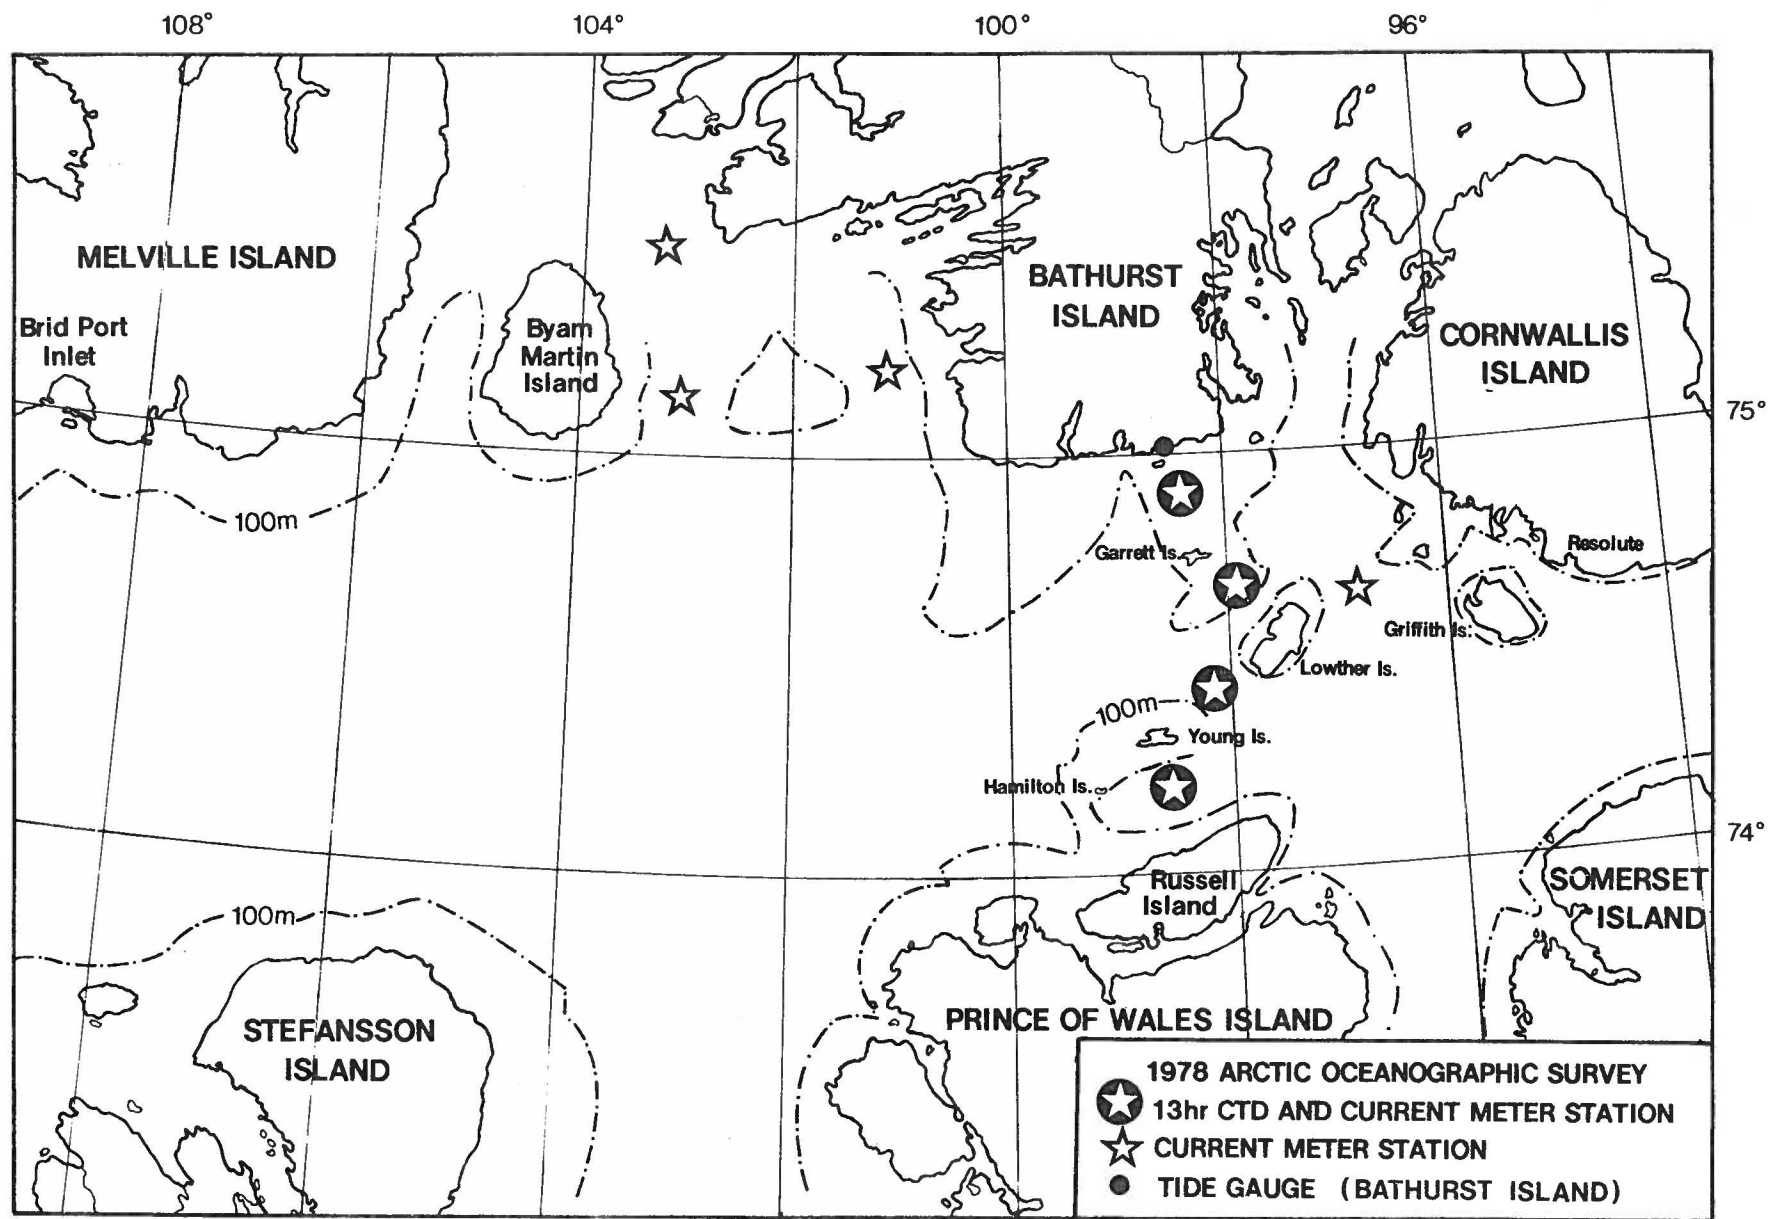 108° 104° 100° 96°
MELVILLE ISLAND
BATHURST
ISLAND
Brid Port
Inlet
Byam
Martin
Island
CORNWALLIS
ISLAND
75°
100m
Garrett Is.
Resolute
Griffith Is.
Lowther Is.
100m
Young Is.
Hamilton Is.
74°
Russell
Island
SOMERSET
ISLAND
100m
STEFANSSON
ISLAND
PRINCE OF WALES ISLAND
1978 ARCTIC OCEANOGRAPHIC SURVEY
13hr CTD AND CURRENT METER STATION
CURRENT METER STATION
TIDE GAUGE (BATHURST ISLAND)